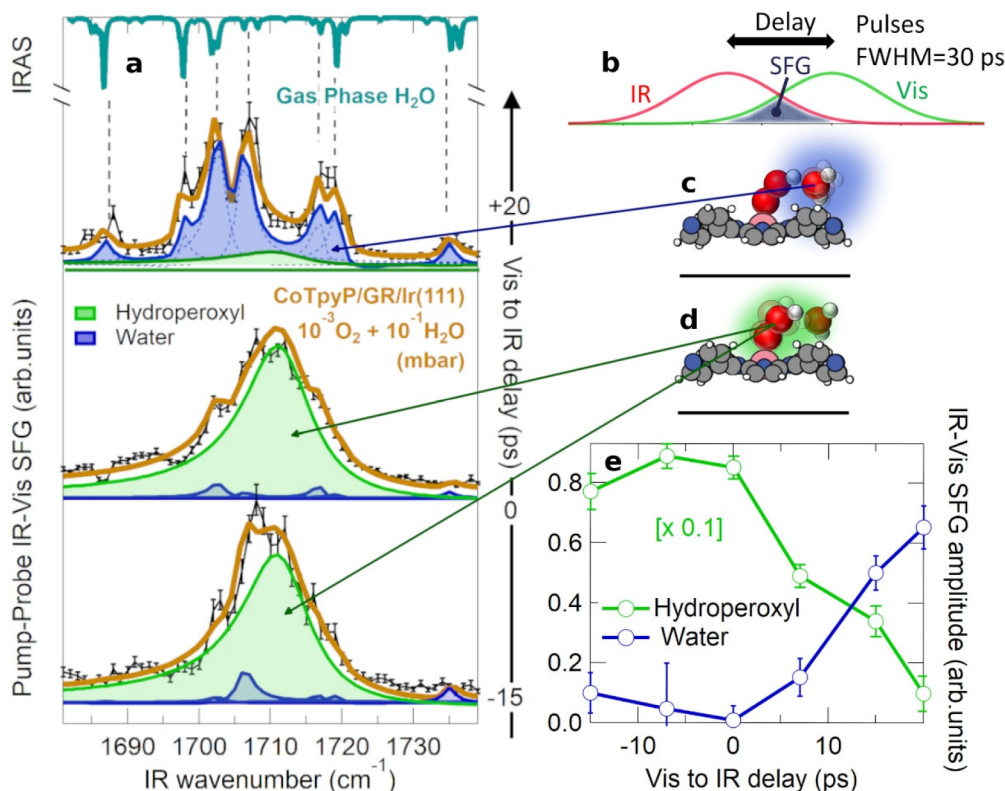 IRAS
a
Gas Phase H₂O
Hydroperoxyl
Water
CoTpyP/GR/Ir(111)
10⁻³O₂ + 10⁻¹H₂O
(mbar)
Pump-Probe IR-Vis SFG (arb.units)
1690
1700
1710
1720
1730
IR wavenumber (cm⁻¹)
+20
0
-15
Vis to IR delay (ps)
Delay
Pulses
FWHM=30 ps
b
SFG
IR
Vis
c
d
e
0.8
0.6
0.4
0.2
0.0
[x 0.1]
Hydroperoxyl
Water
-10
0
10
Vis to IR delay (ps)
IR-Vis SFG amplitude (arb.units)